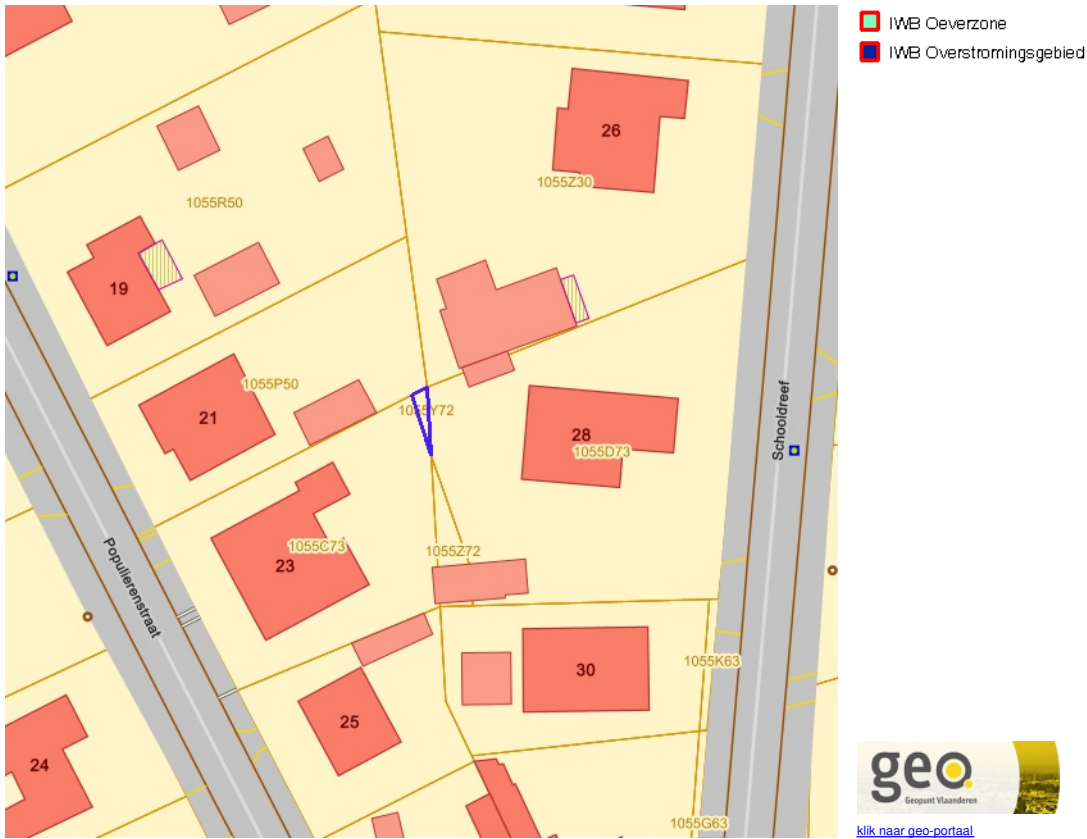 IWB Oeverzone
IWB Overstromingsgebied
26
1055Z30
1055R50
19
1055P50
21
1055Y72
28
1055D73
Schooldreef
1055C73
23
1055Z72
Populierenstraat
30
1055K63
25
24
1055G63
geo
Geopunt Vlaanderen
klik naar geo-portaal